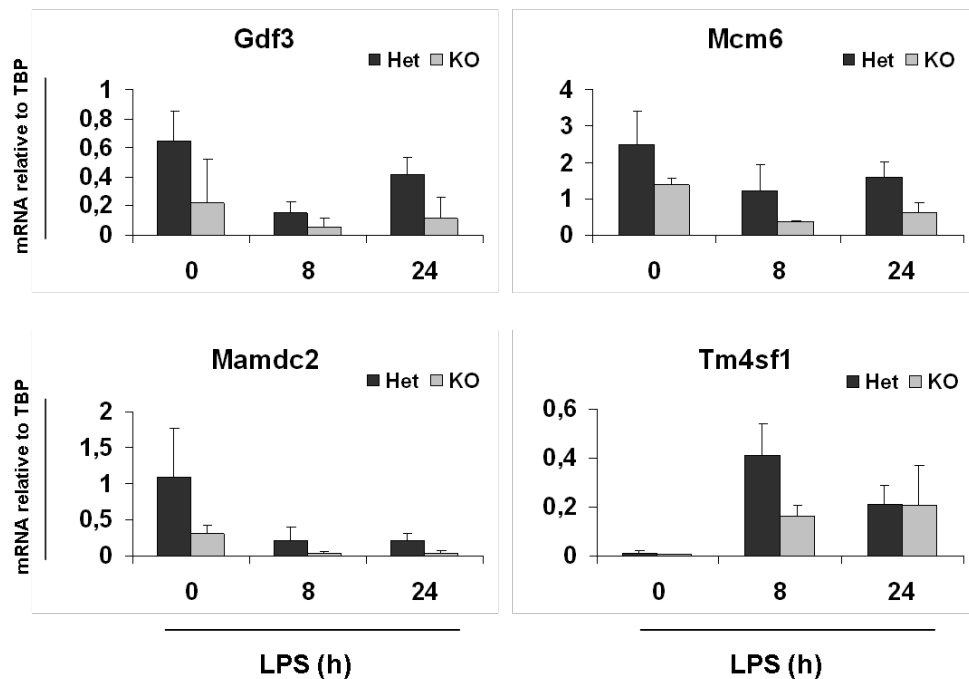 Gdf3
Het KO
mRNA relative to TBP
1
0,8
0,6
0,4
0,2
0
0 8 24
Mcm6
Het KO
4
3
2
1
0
0 8 24
Mamdc2
Het KO
mRNA relative to TBP
2
1,5
1
0,5
0
0 8 24
LPS (h)
Tm4sf1
Het KO
0,6
0,4
0,2
0
0 8 24
LPS (h)